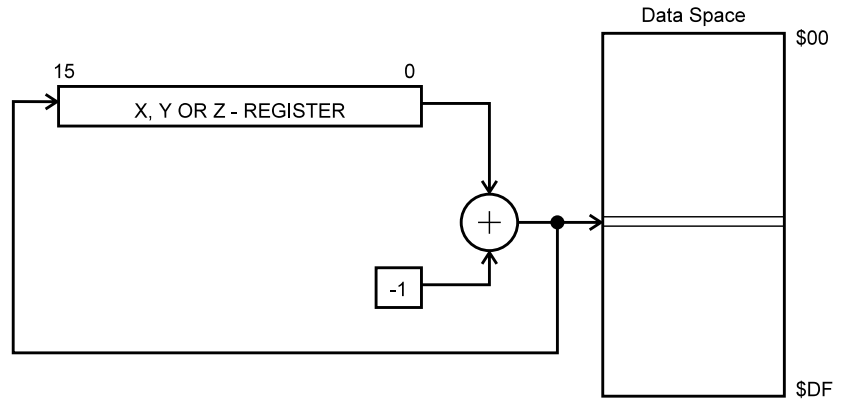 Data Space
$00
15
0
X, Y OR Z - REGISTER
+
-1
$DF